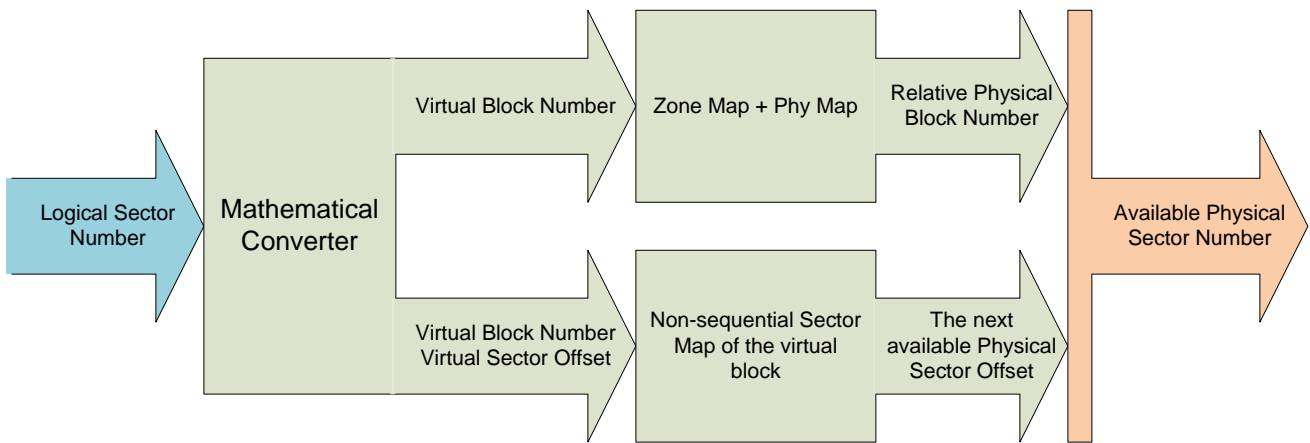 Logical Sector
Number
Mathematical
Converter
Virtual Block Number
Zone Map + Phy Map
Relative Physical
Block Number
Virtual Block Number
Virtual Sector Offset
Non-sequential Sector
Map of the virtual
block
The next
available Physical
Sector Offset
Available Physical
Sector Number